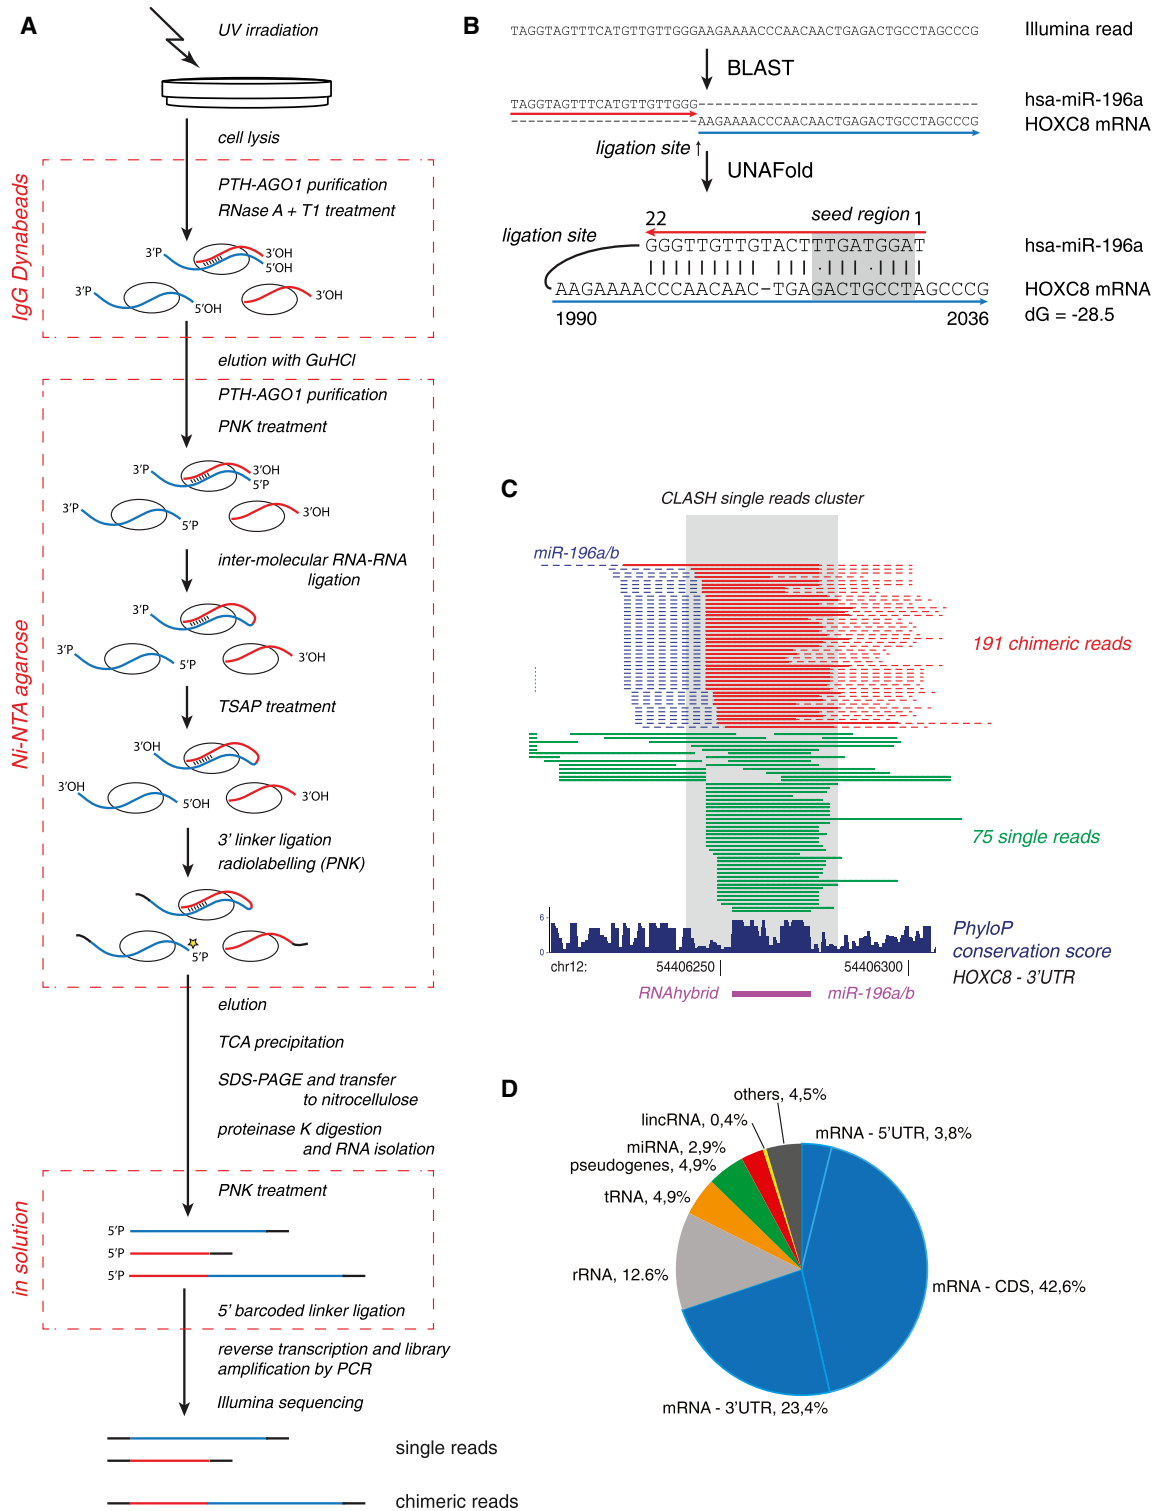 A
UV irradiation
cell lysis
IgG Dynabeads
PTH-AGO1 purification
RNase A + T1 treatment
3'P
3'OH
5'OH
3'P
5'OH
3'OH
elution with GuHCl
Ni-NTA agarose
PTH-AGO1 purification
PNK treatment
3'P
3'OH
5'P
3'P
5'P
3'OH
inter-molecular RNA-RNA
ligation
3'P
3'P
5'P
3'OH
TSAP treatment
3'OH
3'OH
5'OH
3'OH
3' linker ligation
radiolabelling (PNK)
5'P
elution
TCA precipitation
SDS-PAGE and transfer
to nitrocellulose
proteinase K digestion
and RNA isolation
in solution
PNK treatment
5'P
5'P
5'P
5' barcoded linker ligation
reverse transcription and library
amplification by PCR
Illumina sequencing
single reads
chimeric reads
B
TAGGTAGTTTCATGTTGTTGGGAAGAAAACCCAACAACTGAGACTGCCTAGCCCG Illumina read
BLAST
TAGGTAGTTTCATGTTGTTGGG--------------------------------- hsa-miR-196a
----------------------AAGAAAACCCAACAACTGAGACTGCCTAGCCCG HOXC8 mRNA
ligation site ↑
UNAFold
22 seed region 1
ligation site
GGGTTGTTGTACTTTGATGGAT hsa-miR-196a
AAGAAAACCCAACAAC-TGAGACTGCCTAGCCCG HOXC8 mRNA
1990 2036 dG = -28.5
C
CLASH single reads cluster
miR-196a/b
191 chimeric reads
75 single reads
6
0
PhyloP
conservation score
chr12: 54406250 54406300
HOXC8 - 3'UTR
RNAhybrid miR-196a/b
D
others, 4,5%
lincRNA, 0,4%
mRNA - 5'UTR, 3,8%
miRNA, 2,9%
pseudogenes, 4,9%
tRNA, 4,9%
rRNA, 12.6%
mRNA - CDS, 42,6%
mRNA - 3'UTR, 23,4%